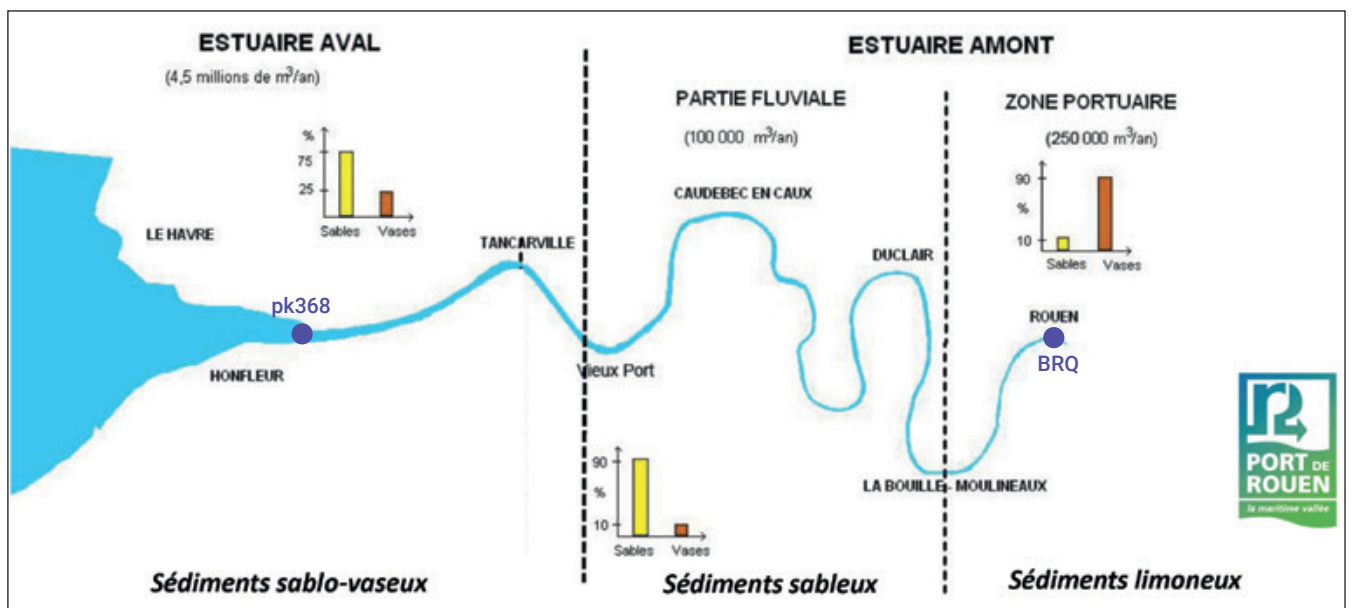 ESTUAIRE AVAL
(4,5 millions de m³/an)
%
75
25
Sables Vases
LE HAVRE
pk368
HONFLEUR
TANCARVILLE
Sédiments sablo-vaseux
ESTUAIRE AMONT
PARTIE FLUVIALE
(100 000 m³/an)
CAUDEBEC EN CAUX
DUCLAIR
Vieux Port
90
%
10
Sables Vases
LA BOUILLE - MOULINEAUX
Sédiments sableux
ZONE PORTUAIRE
(250 000 m³/an)
90
%
10
Sables Vases
ROUEN
BRQ
Sédiments limoneux
PORT DE
ROUEN
la maritime vallée